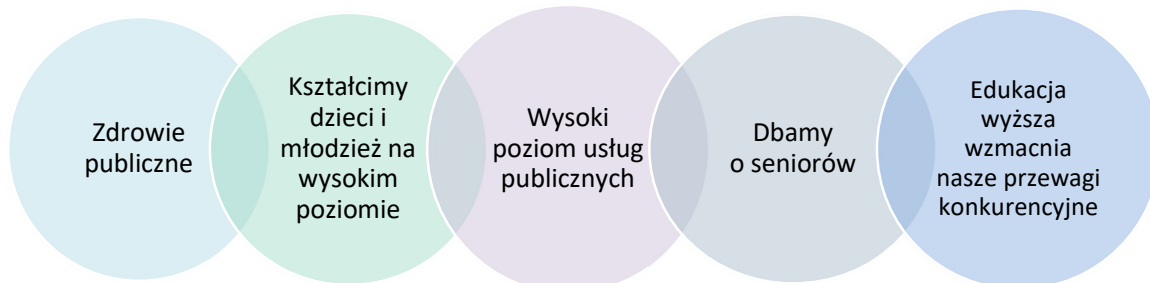 Zdrowie
publiczne
Kształcimy
dzieci i
młodzież na
wysokim
poziomie
Wysoki
poziom usług
publicznych
Dbamy
o seniorów
Edukacja
wyższa
wzmacnia
nasze przewagi
konkurencyjne